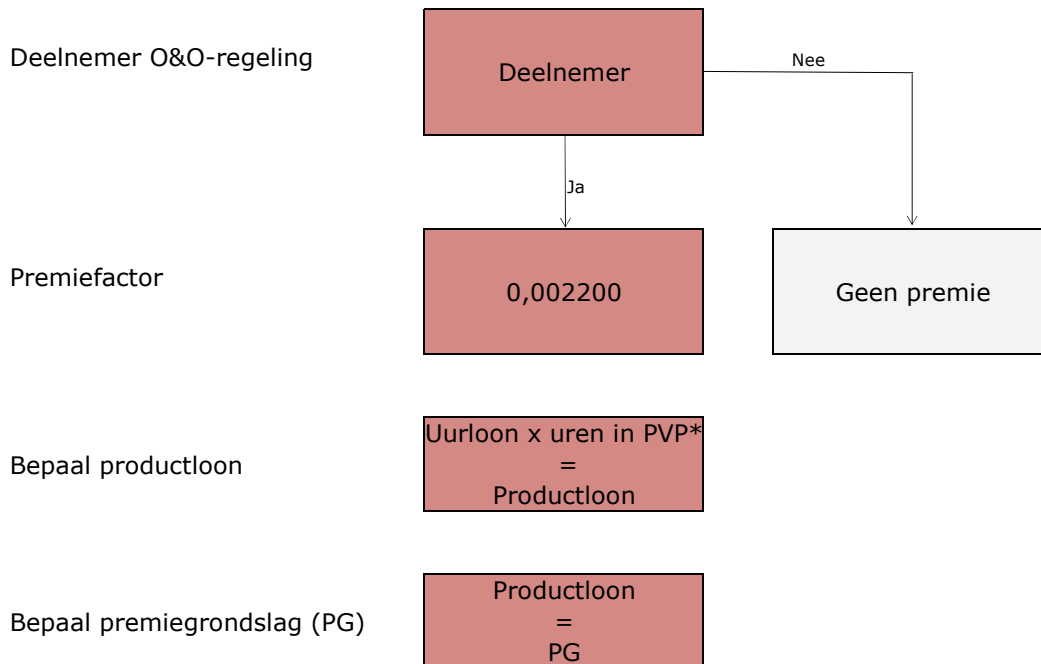 Deelnemer O&O-regeling
Deelnemer
Nee
Ja
Premiefactor
0,002200
Geen premie
Bepaal productloon
Uurloon x uren in PVP*
=
Productloon
Bepaal premiegrondslag (PG)
Productloon
=
PG